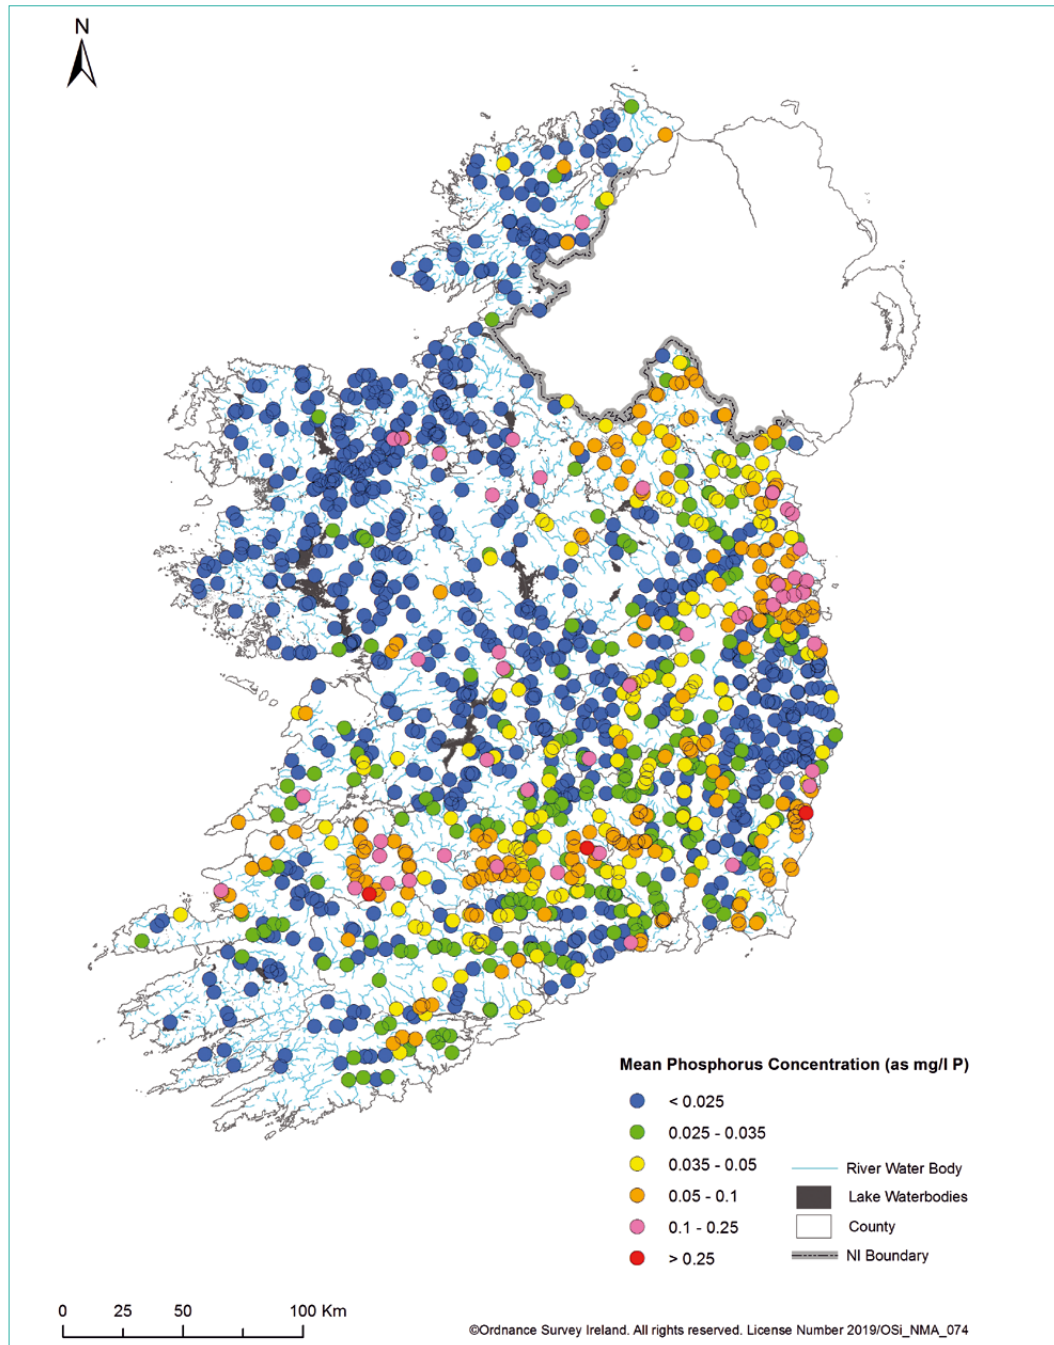 N
Mean Phosphorus Concentration (as mg/l P)
< 0.025
0.025 - 0.035
0.035 - 0.05
0.05 - 0.1
0.1 - 0.25
> 0.25
River Water Body
Lake Waterbodies
County
NI Boundary
0 25 50 100 Km
©Ordnance Survey Ireland. All rights reserved. License Number 2019/OSi_NMA_074